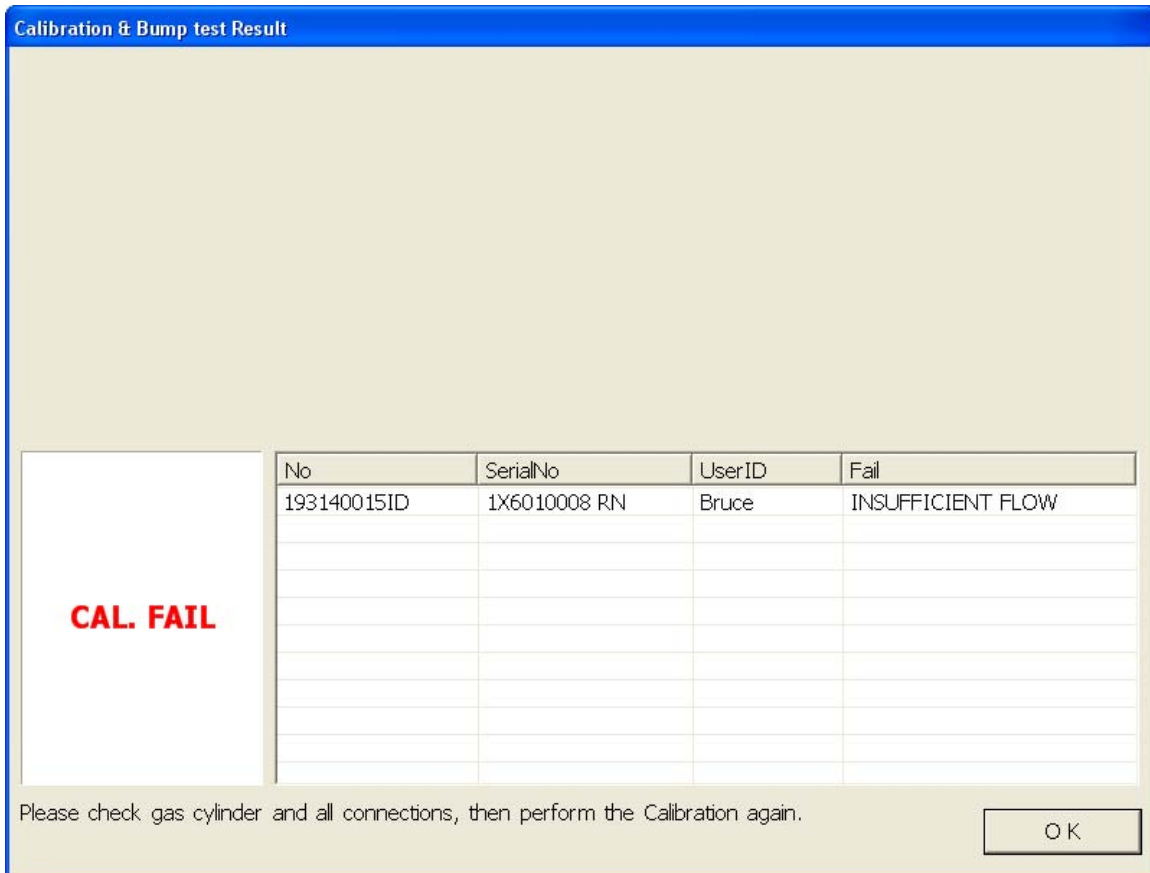 Calibration & Bump test Result
No SerialNo UserID Fail
193140015ID 1X6010008 RN Bruce INSUFFICIENT FLOW
CAL. FAIL
Please check gas cylinder and all connections, then perform the Calibration again.
O K